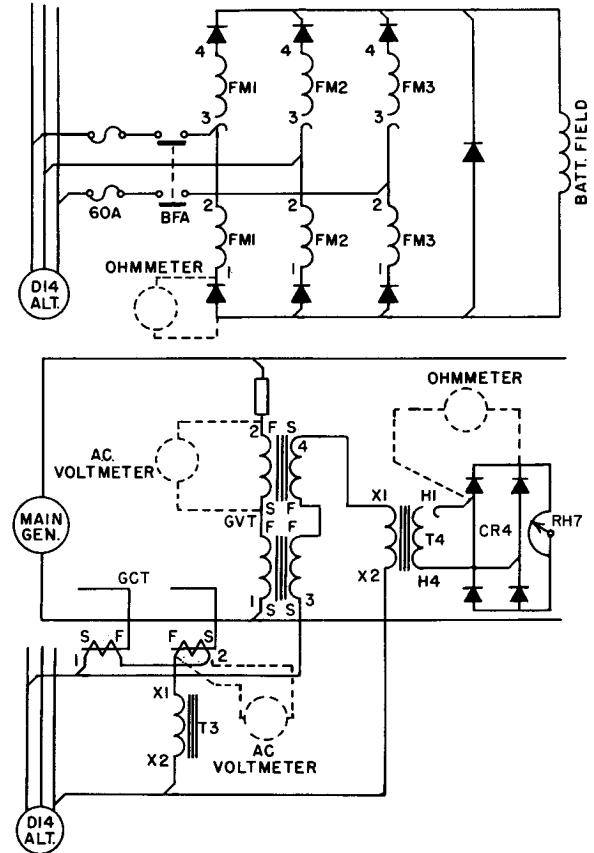 4
4
4
FM1
FM2
FM3
3
3
3
BATT. FIELD
60A
BFA
2
2
2
FM1
FM2
FM3
OHMMETER
1
1
1
D14
ALT.
OHMMETER
2
F S
4
A.C.
VOLTMETER
X1
H1
S F
GVT
F F
T4
CR4
RH7
MAIN
GEN.
X2
H4
GCT
1
3
S S
S F
F S
1
2
X1
T3
X2
AC
VOLTMETER
D14
ALT.